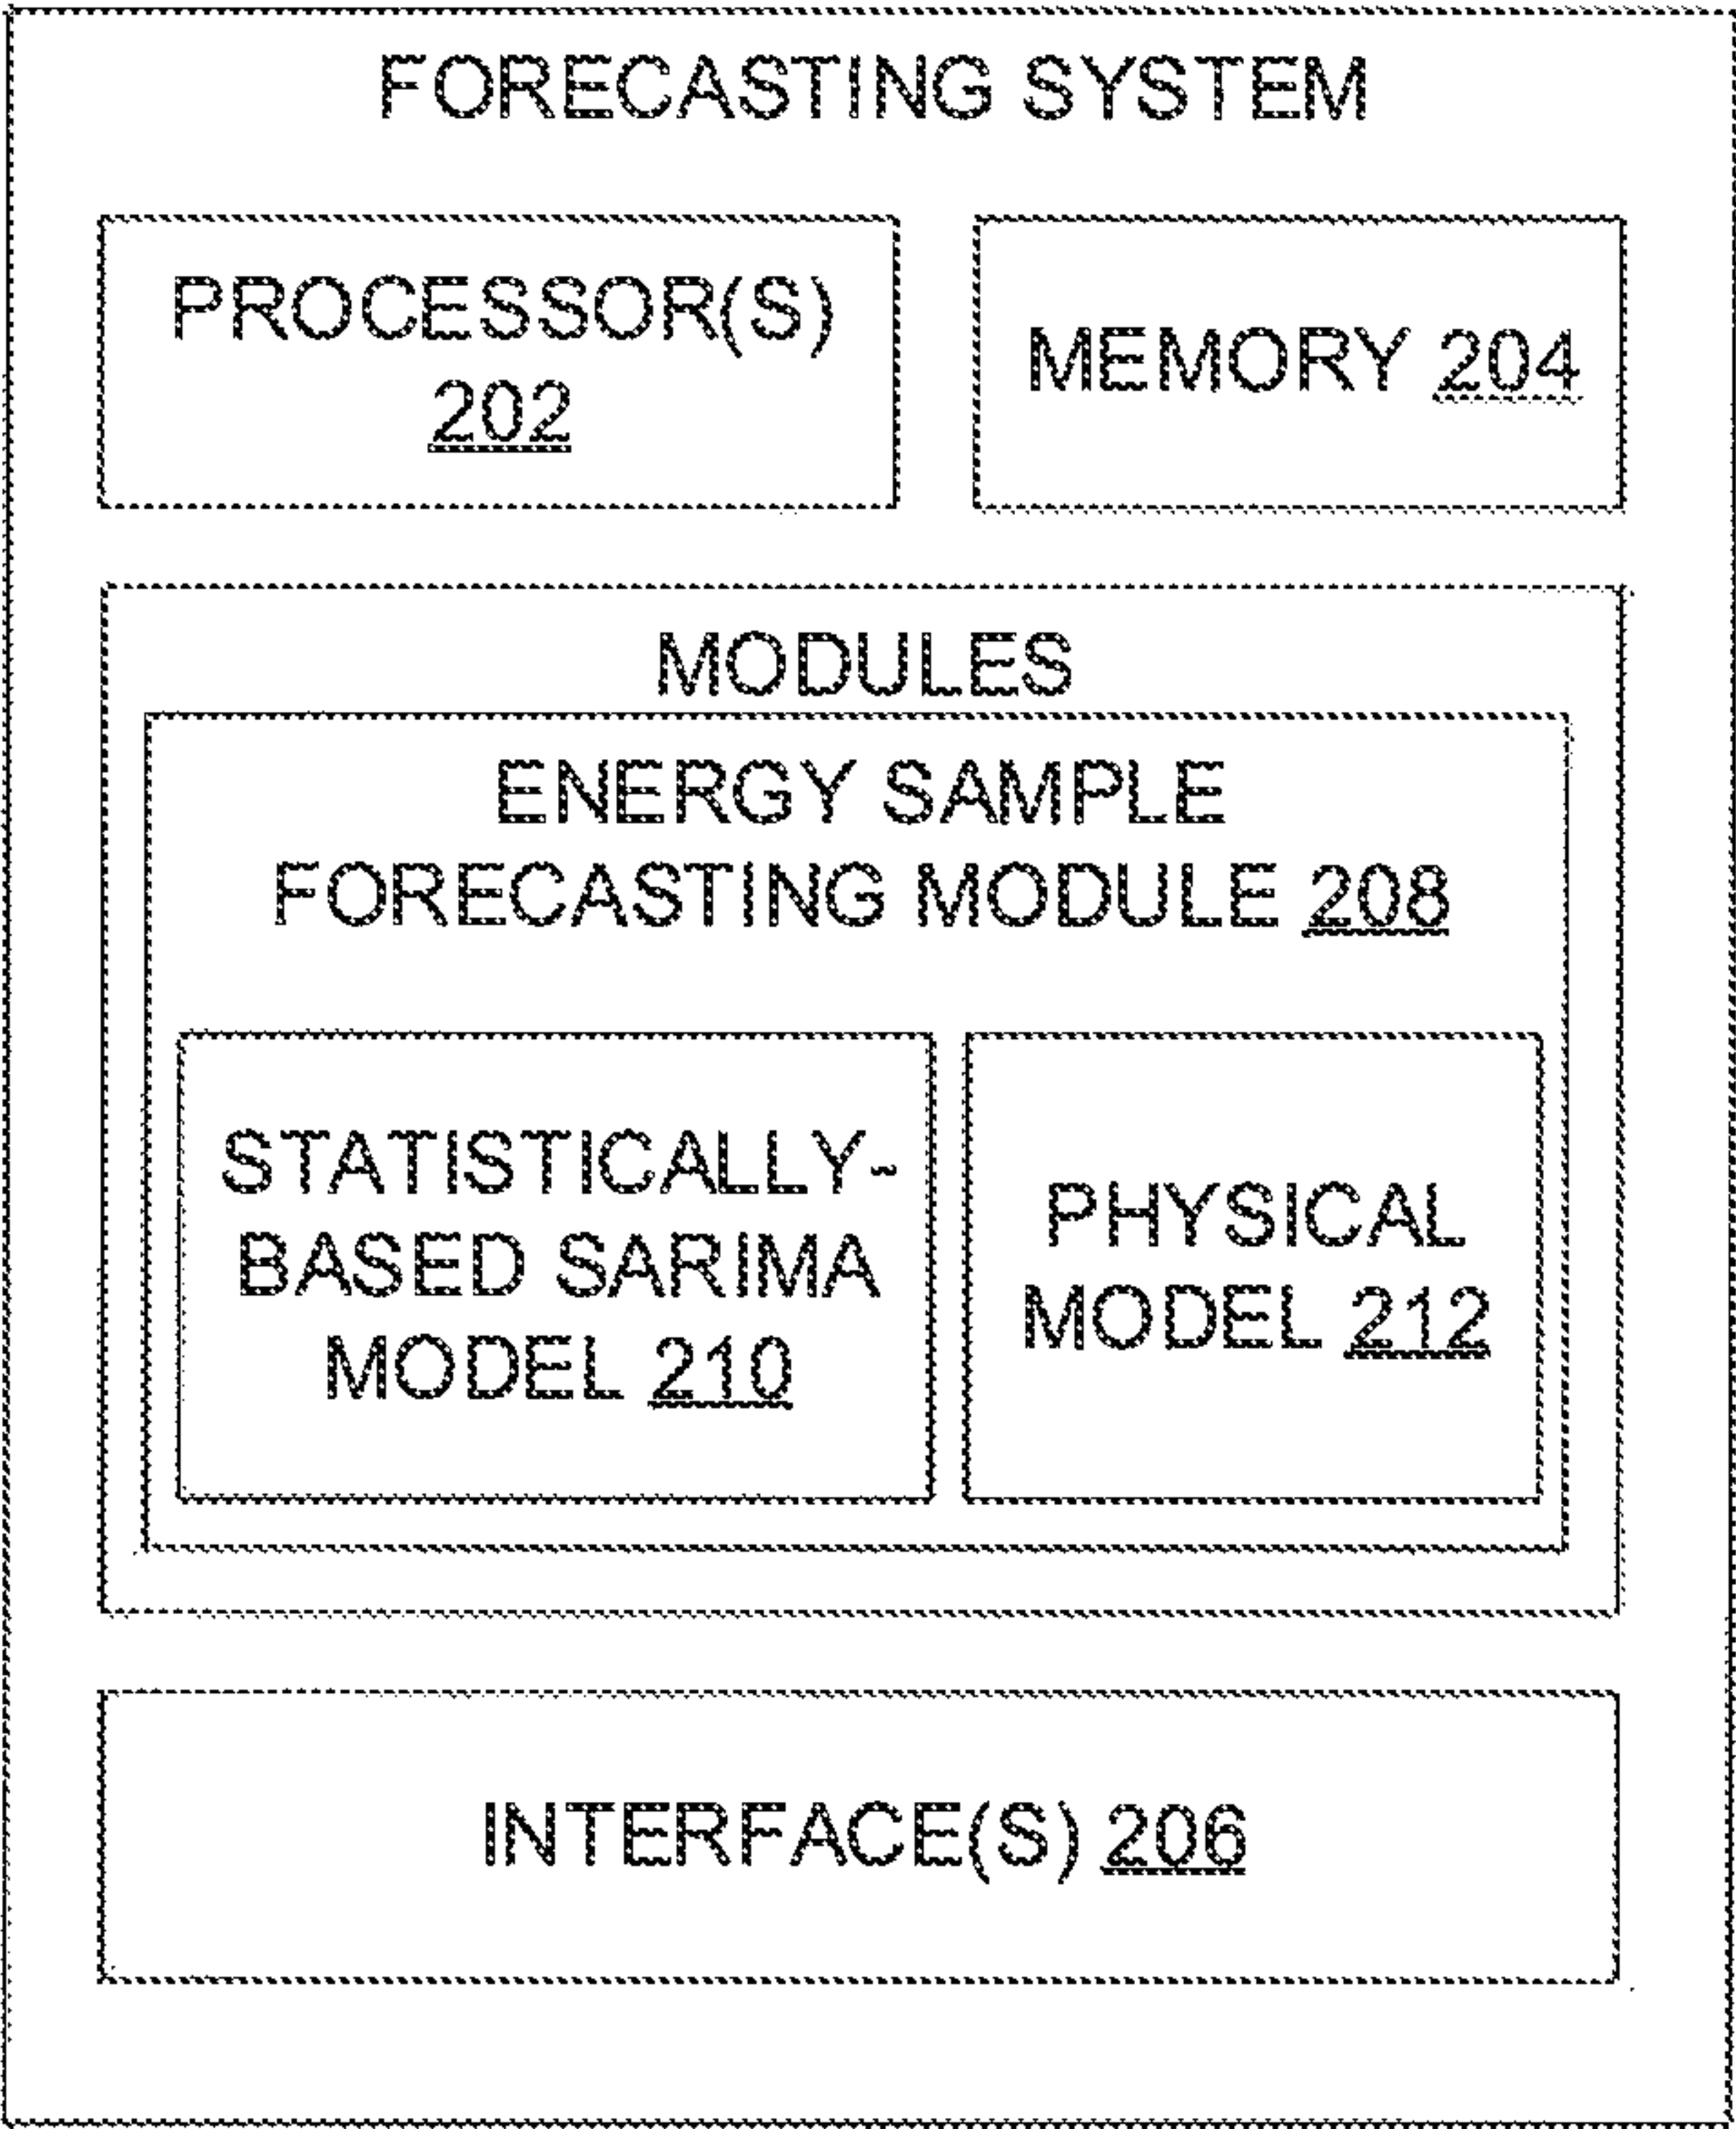 FORECASTING SYSTEM
PROCESSOR(S)
202
MEMORY 204
MODULES
ENERGY SAMPLE
FORECASTING MODULE 208
STATISTICALLY-
BASED SARIMA
MODEL 210
PHYSICAL
MODEL 212
INTERFACE(S) 206